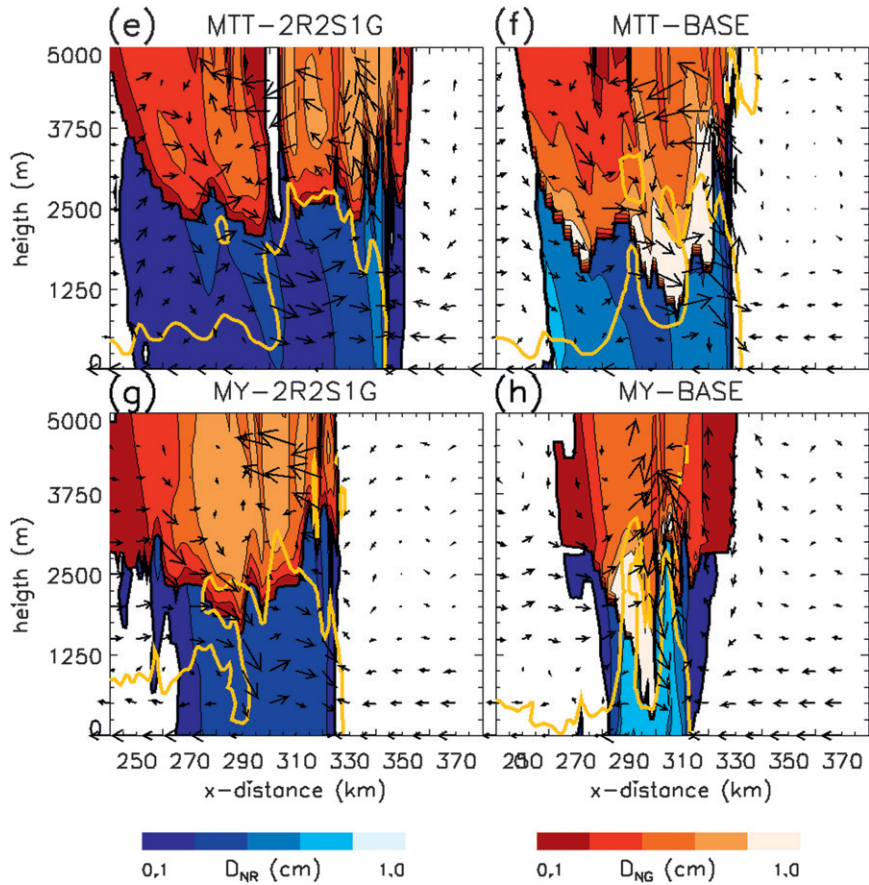 (e) MTT-2R2S1G
(f) MTT-BASE
5000
3750
2500
1250
0
heigth (m)
(g) MY-2R2S1G
(h) MY-BASE
5000
3750
2500
1250
0
heigth (m)
250 270 290 310 330 350 370
x-distance (km)
270 290 310 330 350 370
x-distance (km)
0,1 D_NR (cm) 1,0
0,1 D_NG (cm) 1,0